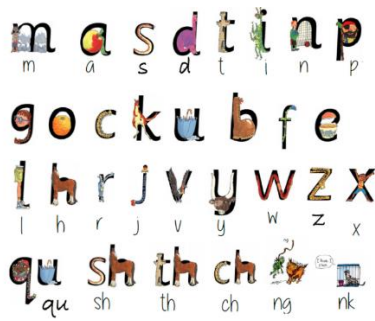 m a s d t i n p
m a s d t i n p
g o c k u b f e
l h r j v y w z x
l h r j v y w z x
qu sh th ch
qu sh th ch ng nk